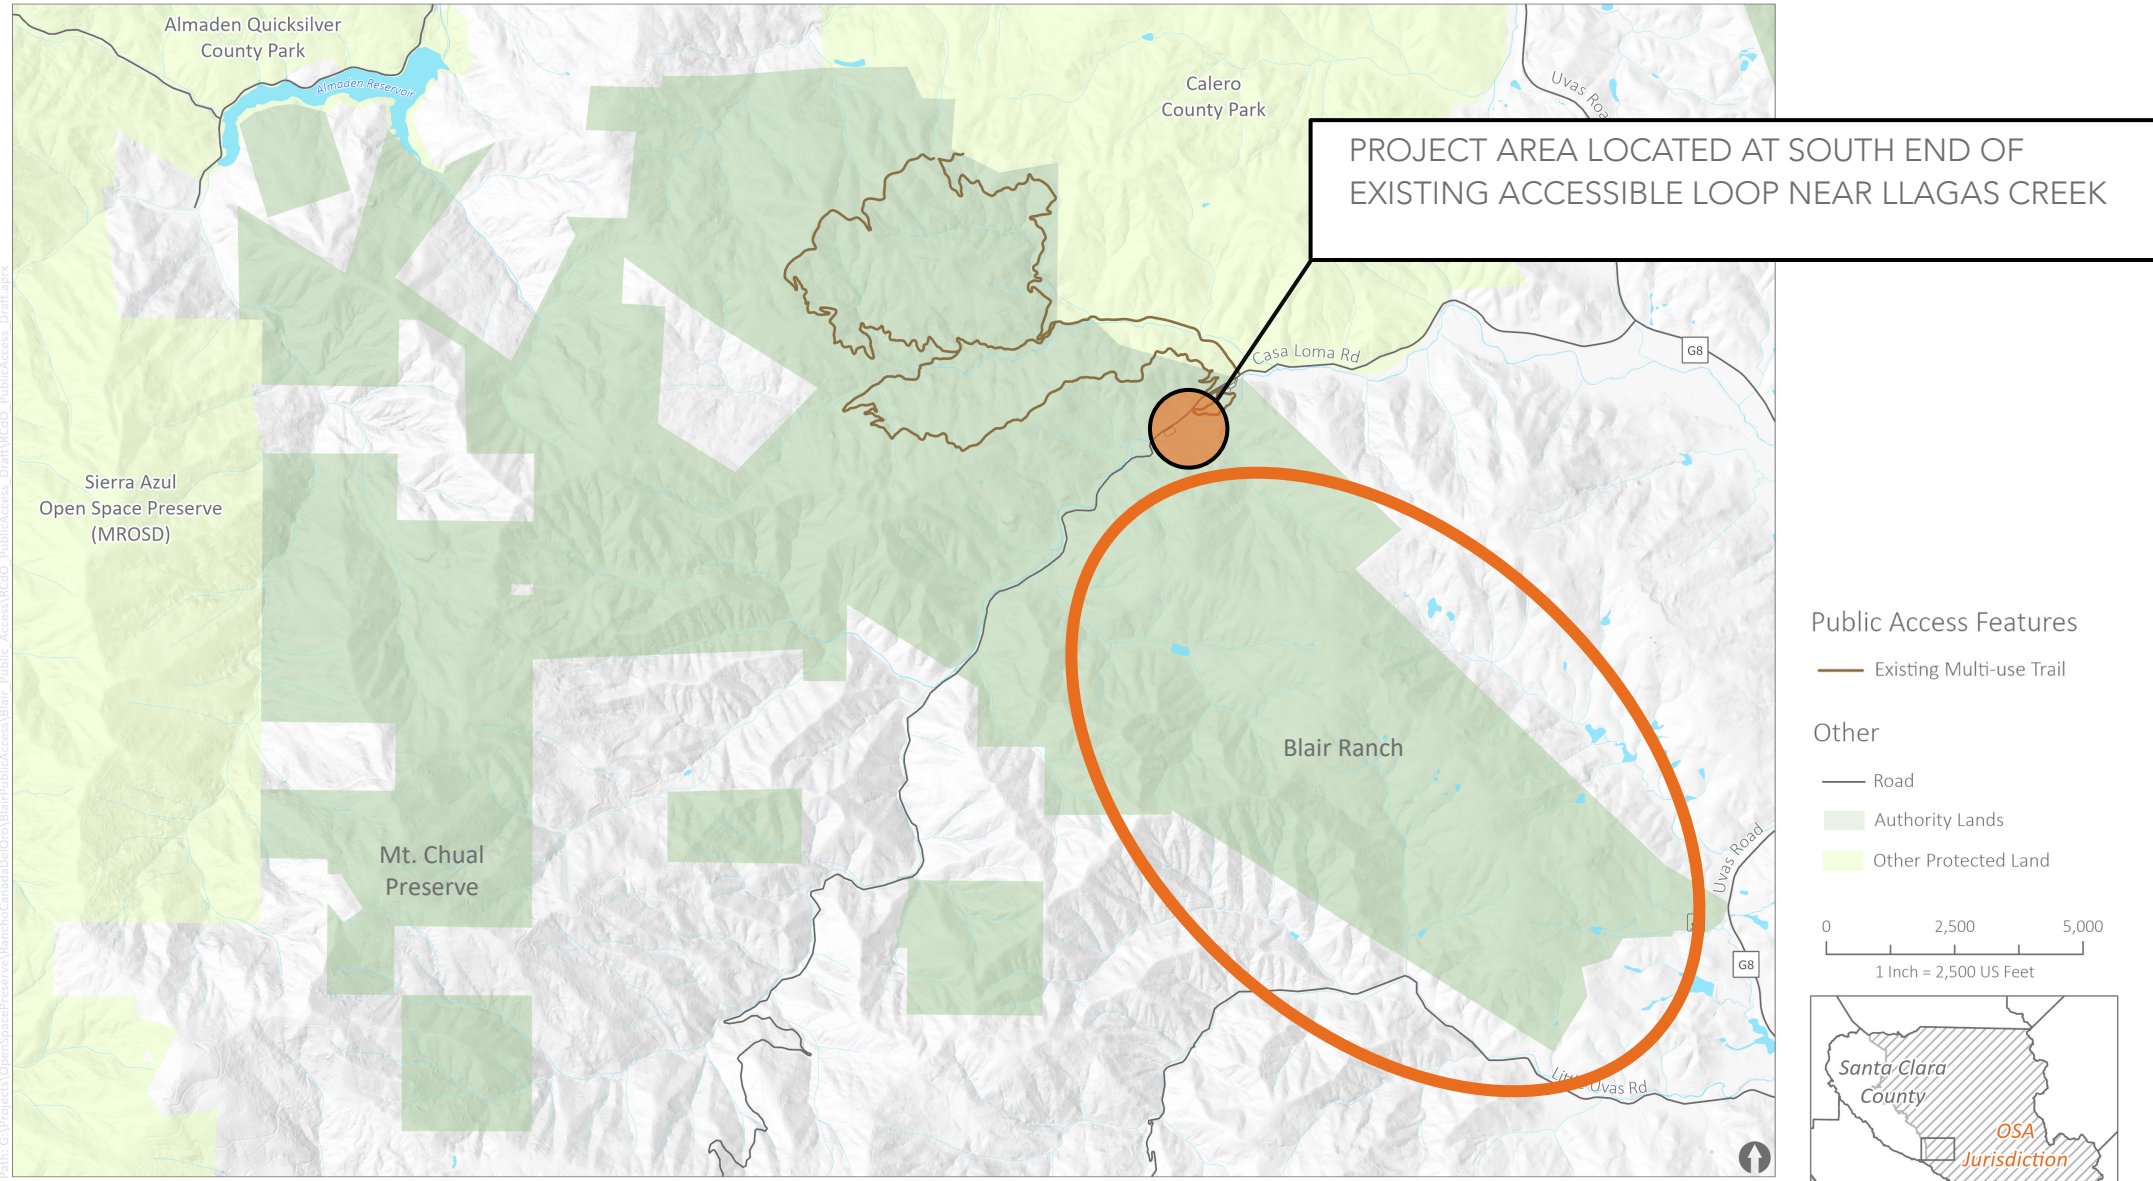 Almaden Quicksilver
County Park
Almaden Reservoir
Calero
County Park
Uvas Roa
PROJECT AREA LOCATED AT SOUTH END OF
EXISTING ACCESSIBLE LOOP NEAR LLAGAS CREEK
Casa Loma Rd
G8
Sierra Azul
Open Space Preserve
(MROSD)
Blair Ranch
Mt. Chual
Preserve
Uvas Road
G8
Little Uvas Rd
Public Access Features
Existing Multi-use Trail
Other
Road
Authority Lands
Other Protected Land
0 2,500 5,000
1 Inch = 2,500 US Feet
Santa Clara
County
OSA
Jurisdiction